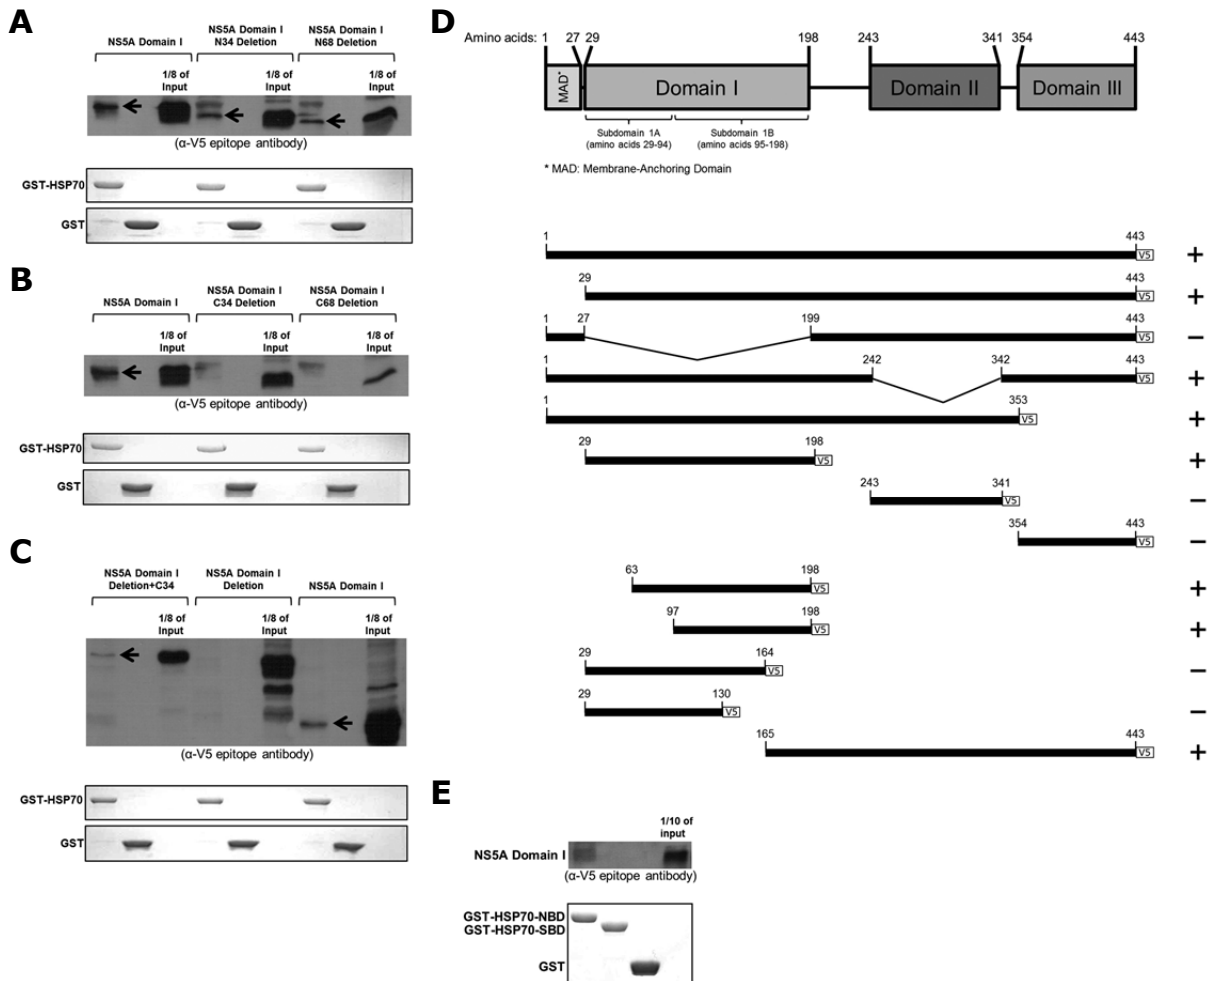 A
NS5A Domain I
NS5A Domain I
N34 Deletion
NS5A Domain I
N68 Deletion
1/8 of
Input
1/8 of
Input
1/8 of
Input
(α-V5 epitope antibody)
GST-HSP70
GST
B
NS5A Domain I
NS5A Domain I
C34 Deletion
NS5A Domain I
C68 Deletion
1/8 of
Input
1/8 of
Input
1/8 of
Input
(α-V5 epitope antibody)
GST-HSP70
GST
C
NS5A Domain I
Deletion+C34
NS5A Domain I
Deletion
NS5A Domain I
1/8 of
Input
1/8 of
Input
1/8 of
Input
(α-V5 epitope antibody)
GST-HSP70
GST
D
Amino acids: 1 27 29 198 243 341 354 443
MAD*
Domain I
Domain II
Domain III
Subdomain 1A
(amino acids 29-94)
Subdomain 1B
(amino acids 95-198)
* MAD: Membrane-Anchoring Domain
1 443
V5 +
29 443
V5 +
1 27 199 443
V5 −
1 242 342 443
V5 +
1 353
V5 +
29 198
V5 +
243 341
V5 −
354 443
V5 −
63 198
V5 +
97 198
V5 +
29 164
V5 −
29 130
V5 −
165 443
V5 +
E
1/10 of
input
NS5A Domain I
(α-V5 epitope antibody)
GST-HSP70-NBD
GST-HSP70-SBD
GST